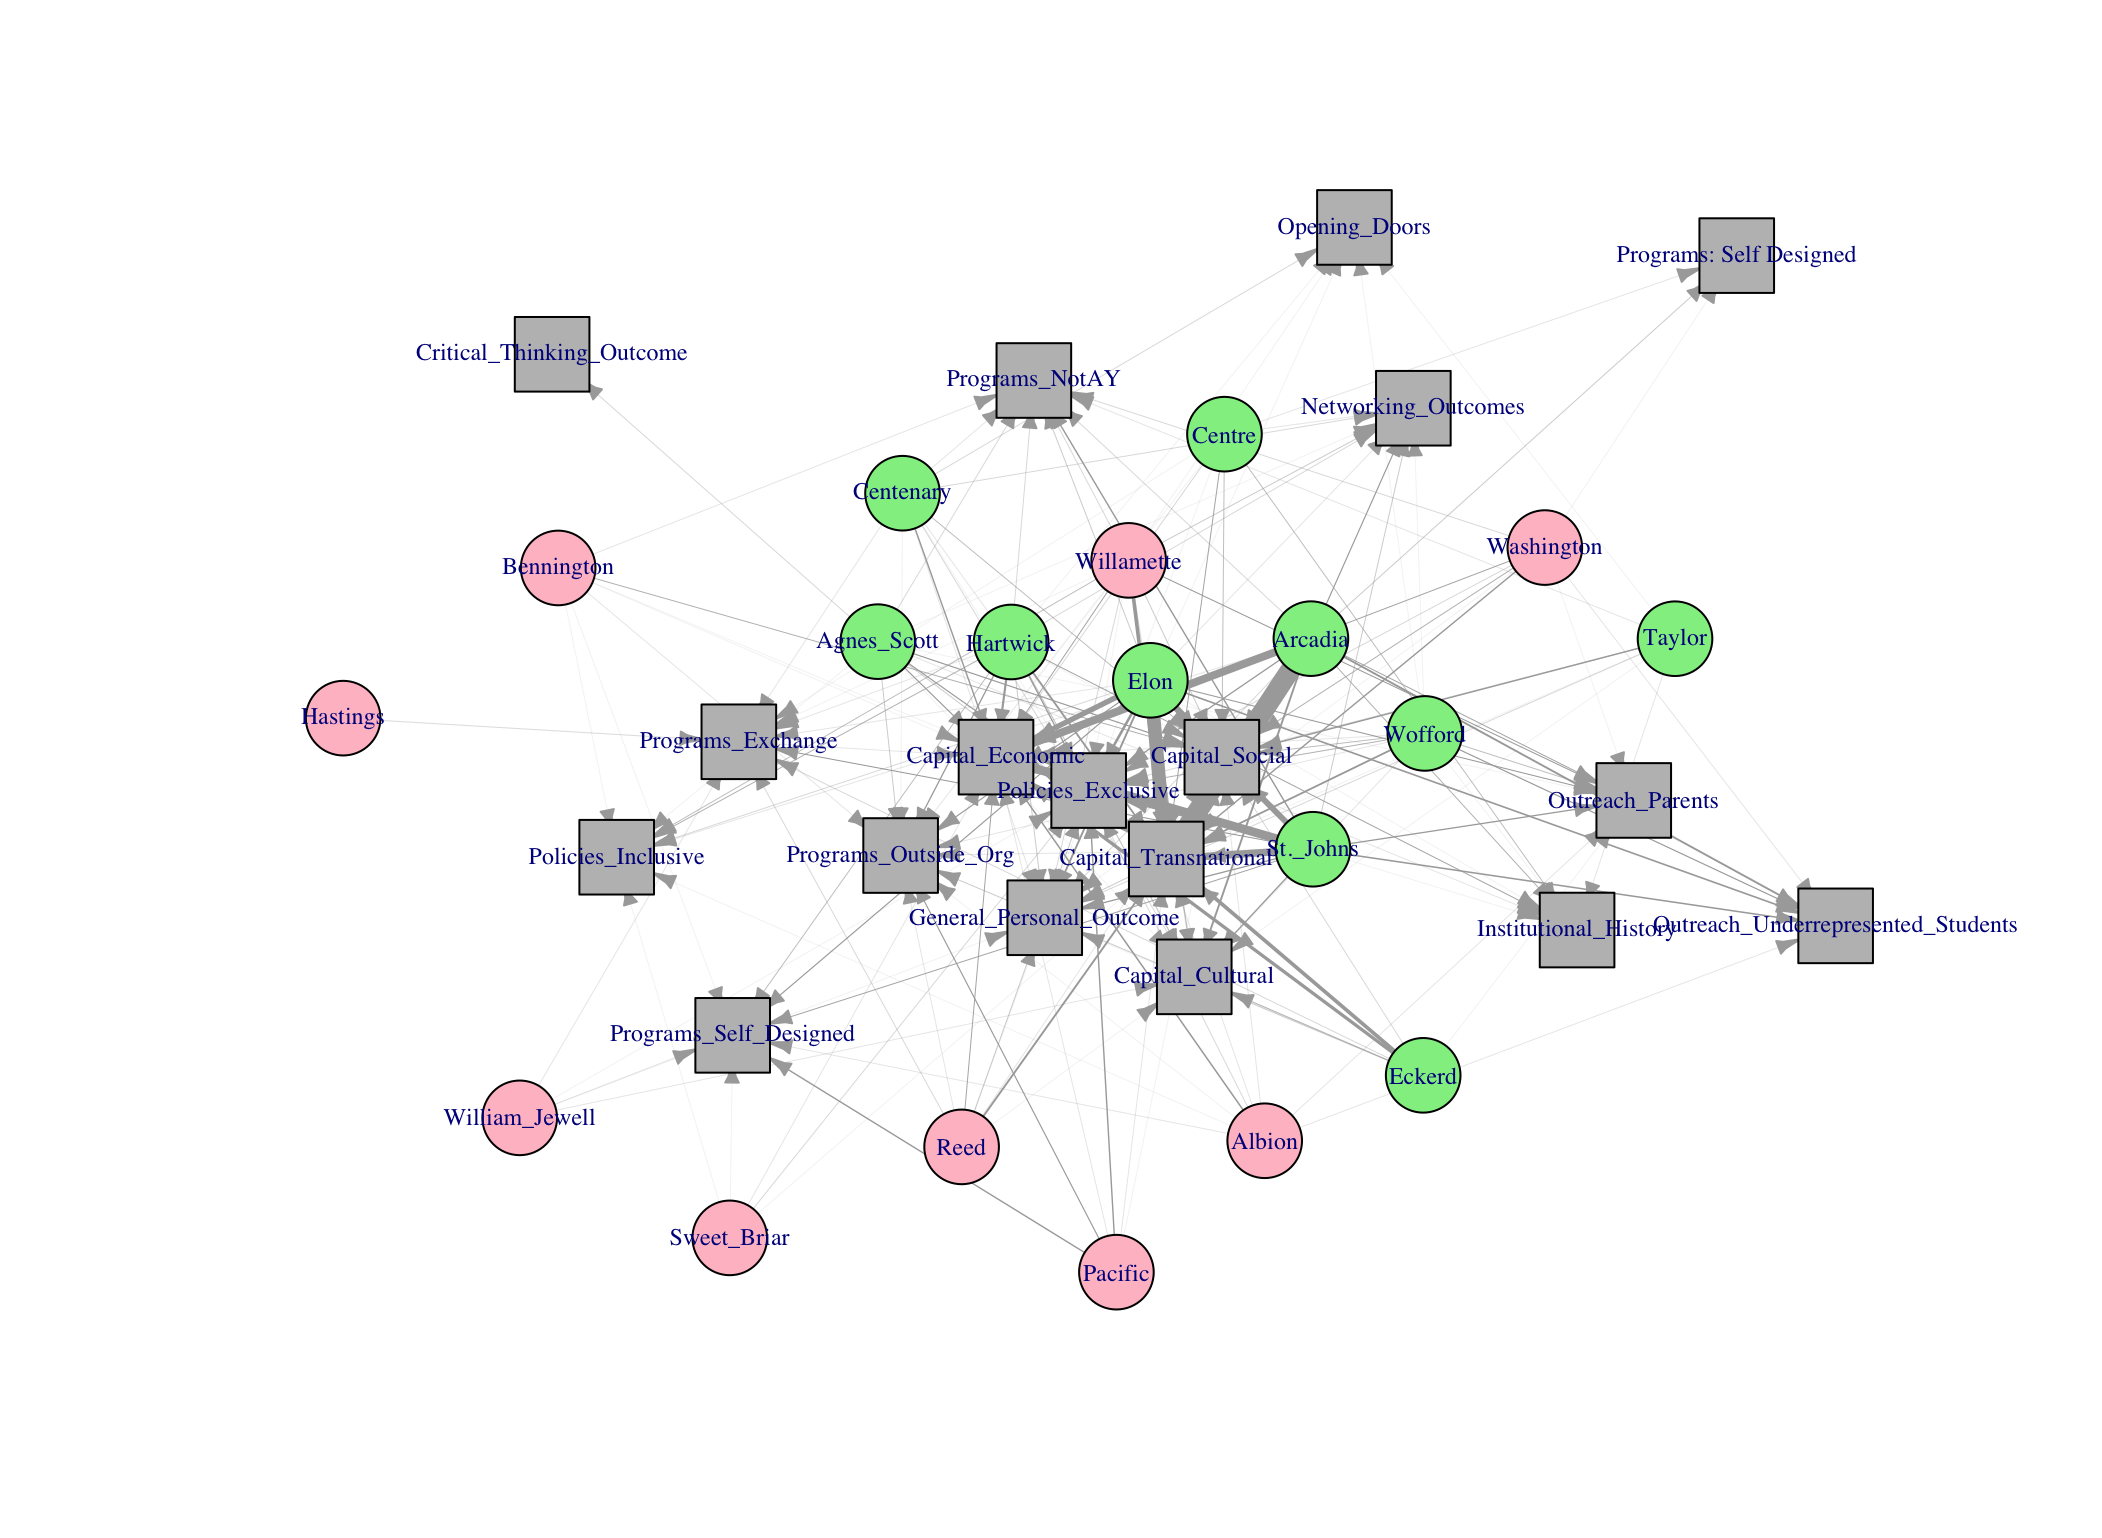 Opening_Doors
Programs: Self Designed
Critical_Thinking_Outcome
Programs_NotAY
Networking_Outcomes
Centre
Centenary
Washington
Willamette
Bennington
Agnes_Scott
Hartwick
Arcadia
Taylor
Elon
Hastings
Wofford
Programs_Exchange
Capital_Economic
Capital_Social
Policies_Exclusive
Outreach_Parents
Policies_Inclusive
Programs_Outside_Org
Capital_Transnational
St._Johns
General_Personal_Outcome
Institutional_History
Outreach_Underrepresented_Students
Capital_Cultural
Programs_Self_Designed
Eckerd
William_Jewell
Reed
Albion
Sweet_Briar
Pacific